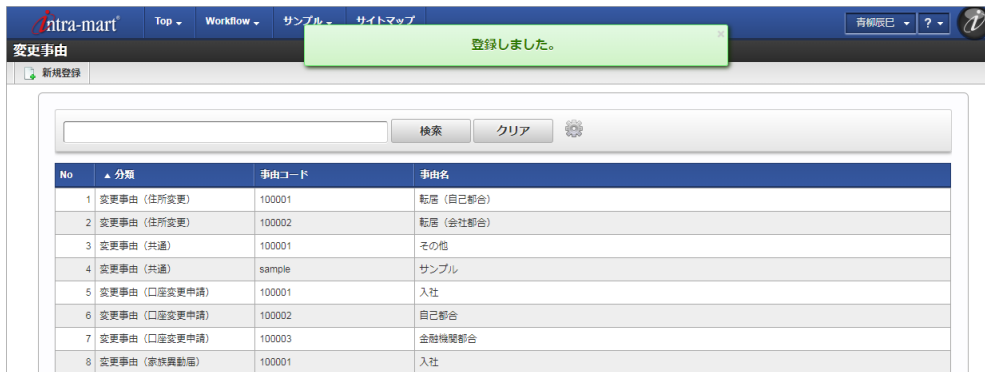 intra-mart Top Workflow サンプル サイトマップ 青柳辰巳 ?
登録しました。
変更事由
新規登録
検索 クリア
No ▲ 分類 事由コード 事由名
1 変更事由（住所変更） 100001 転居（自己都合）
2 変更事由（住所変更） 100002 転居（会社都合）
3 変更事由（共通） 100001 その他
4 変更事由（共通） sample サンプル
5 変更事由（口座変更申請） 100001 入社
6 変更事由（口座変更申請） 100002 自己都合
7 変更事由（口座変更申請） 100003 金融機関都合
8 変更事由（家族異動届） 100001 入社